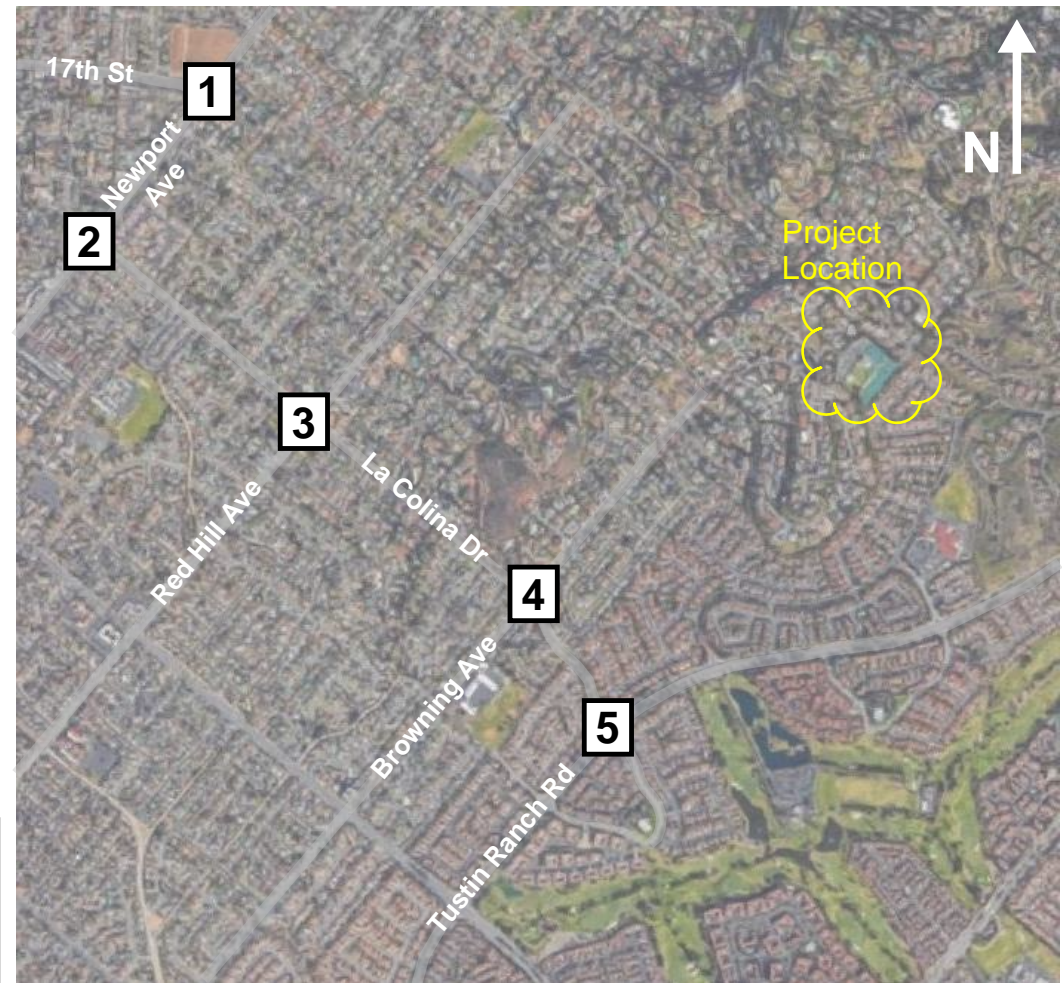 17th St
1
Newport
Ave
2
N
Project
Location
3
La Colina Dr
Red Hill Ave
4
Browning Ave
5
Tustin Ranch Rd